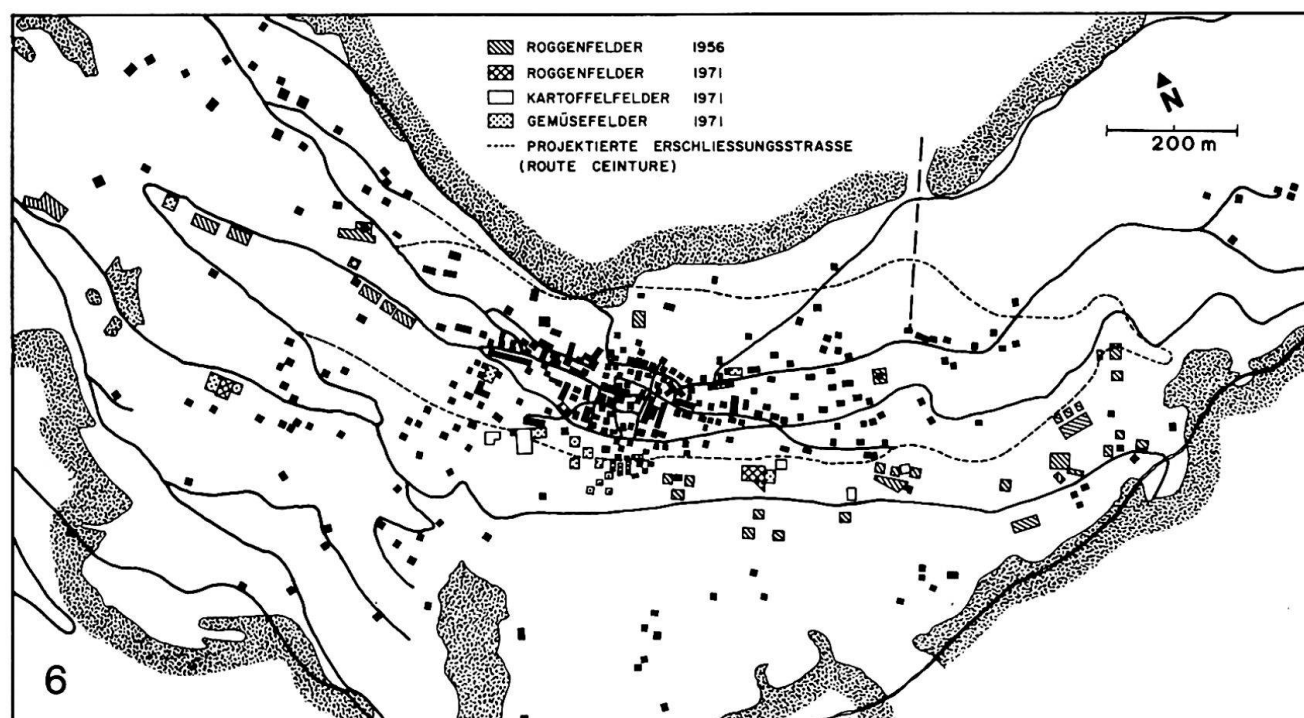 ROGGENFELDER 1956
ROGGENFELDER 1971
KARTOFFELFELDER 1971
GEMÜSEFELDER 1971
PROJEKTIERTE ERSCHLIESSUNGSSTRASSE
(ROUTE CEINTURE)
N
200 m
6